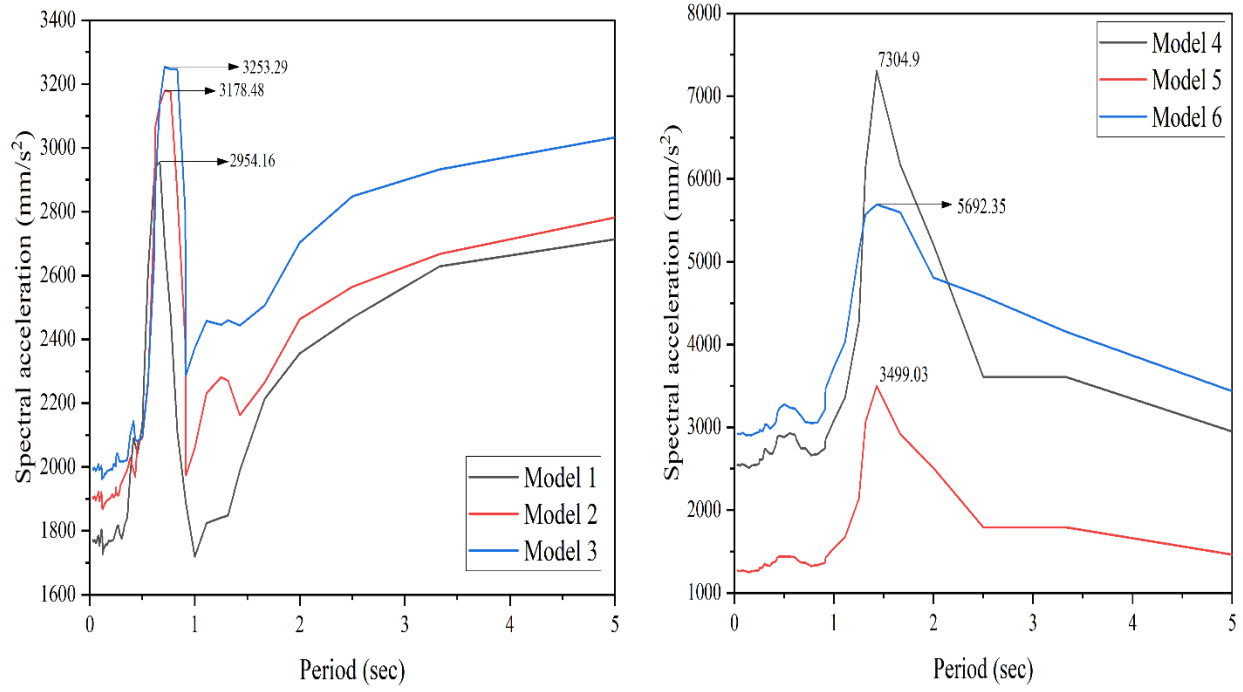 3400
3200
3000
2800
2600
2400
2200
2000
1800
1600
Spectral acceleration (mm/s²)
3253.29
3178.48
2954.16
Model 1
Model 2
Model 3
0 1 2 3 4 5
Period (sec)
8000
7000
6000
5000
4000
3000
2000
1000
Spectral acceleration (mm/s²)
Model 4
Model 5
Model 6
7304.9
5692.35
3499.03
0 1 2 3 4 5
Period (sec)